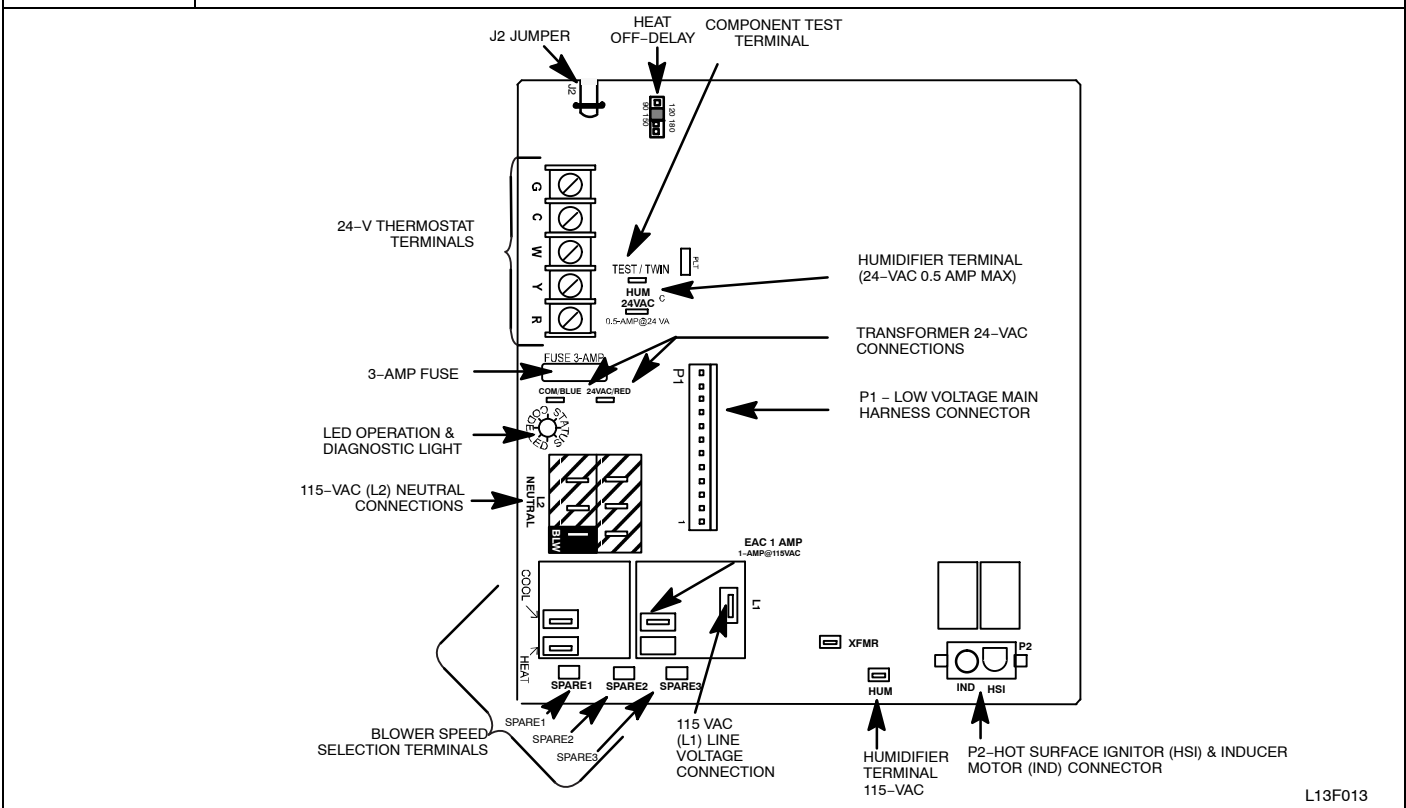 J2 JUMPER
HEAT
OFF–DELAY
COMPONENT TEST
TERMINAL
J2
120 180
90 150
24–V THERMOSTAT
TERMINALS
G
C
W
Y
R
TEST / TWIN
PLT
HUM
24VAC
C
0.5-AMP@24 VA
HUMIDIFIER TERMINAL
(24–VAC 0.5 AMP MAX)
TRANSFORMER 24–VAC
CONNECTIONS
3–AMP FUSE
FUSE 3-AMP
COM/BLUE
24VAC/RED
P1
P1 – LOW VOLTAGE MAIN
HARNESS CONNECTOR
LED OPERATION &
DIAGNOSTIC LIGHT
STATUS
CODE LED
115–VAC (L2) NEUTRAL
CONNECTIONS
L2
NEUTRAL
BLW
1
EAC 1 AMP
1–AMP@115VAC
COOL
HEAT
L1
XFMR
HUM
P2
IND
HSI
SPARE1
SPARE2
SPARE3
SPARE1
SPARE2
SPARE3
BLOWER SPEED
SELECTION TERMINALS
115 VAC
(L1) LINE
VOLTAGE
CONNECTION
HUMIDIFIER
TERMINAL
115–VAC
P2–HOT SURFACE IGNITOR (HSI) & INDUCER
MOTOR (IND) CONNECTOR
L13F013